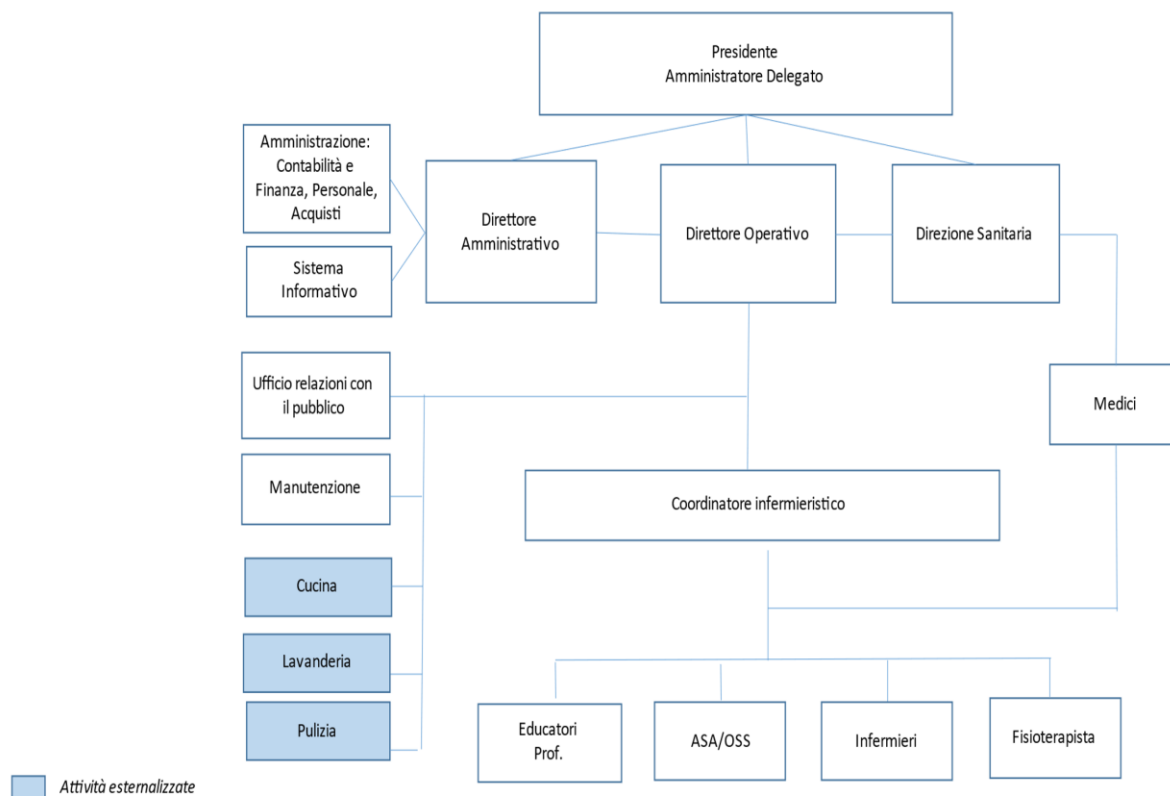 Presidente
Amministratore Delegato
Amministrazione:
Contabilità e
Finanza, Personale,
Acquisti
Direttore
Amministrativo
Direttore Operativo
Direzione Sanitaria
Sistema
Informativo
Ufficio relazioni con
il pubblico
Medici
Manutenzione
Coordinatore infermieristico
Cucina
Lavanderia
Pulizia
Educatori
Prof.
ASA/OSS
Infermieri
Fisioterapista
Attività esternalizzate